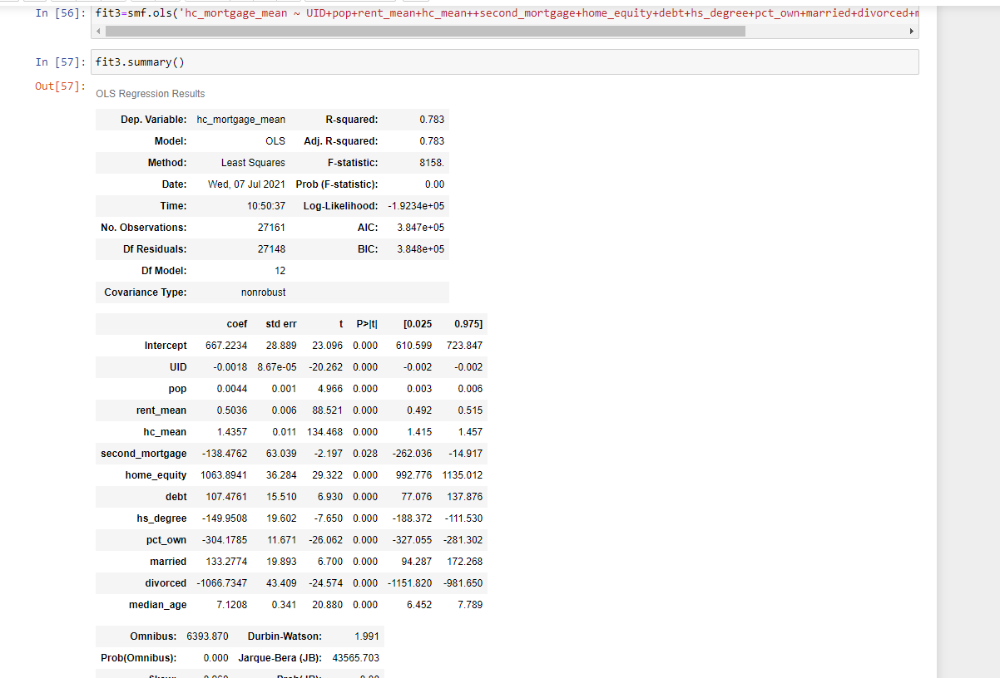 In [56]: fit3=smf.ols('hc_mortgage_mean ~ UID+pop+rent_mean+hc_mean++second_mortgage+home_equity+debt+hs_degree+pct_own+married+divorced+m
In [57]: fit3.summary()
Out[57]:
OLS Regression Results
Dep. Variable: hc_mortgage_mean R-squared: 0.783
Model: OLS Adj. R-squared: 0.783
Method: Least Squares F-statistic: 8158.
Date: Wed, 07 Jul 2021 Prob (F-statistic): 0.00
Time: 10:50:37 Log-Likelihood: -1.9234e+05
No. Observations: 27161 AIC: 3.847e+05
Df Residuals: 27148 BIC: 3.848e+05
Df Model: 12
Covariance Type: nonrobust
coef std err t P>|t| [0.025 0.975]
Intercept 667.2234 28.889 23.096 0.000 610.599 723.847
UID -0.0018 8.67e-05 -20.262 0.000 -0.002 -0.002
pop 0.0044 0.001 4.966 0.000 0.003 0.006
rent_mean 0.5036 0.006 88.521 0.000 0.492 0.515
hc_mean 1.4357 0.011 134.468 0.000 1.415 1.457
second_mortgage -138.4762 63.039 -2.197 0.028 -262.036 -14.917
home_equity 1063.8941 36.284 29.322 0.000 992.776 1135.012
debt 107.4761 15.510 6.930 0.000 77.076 137.876
hs_degree -149.9508 19.602 -7.650 0.000 -188.372 -111.530
pct_own -304.1785 11.671 -26.062 0.000 -327.055 -281.302
married 133.2774 19.893 6.700 0.000 94.287 172.268
divorced -1066.7347 43.409 -24.574 0.000 -1151.820 -981.650
median_age 7.1208 0.341 20.880 0.000 6.452 7.789
Omnibus: 6393.870 Durbin-Watson: 1.991
Prob(Omnibus): 0.000 Jarque-Bera (JB): 43565.703